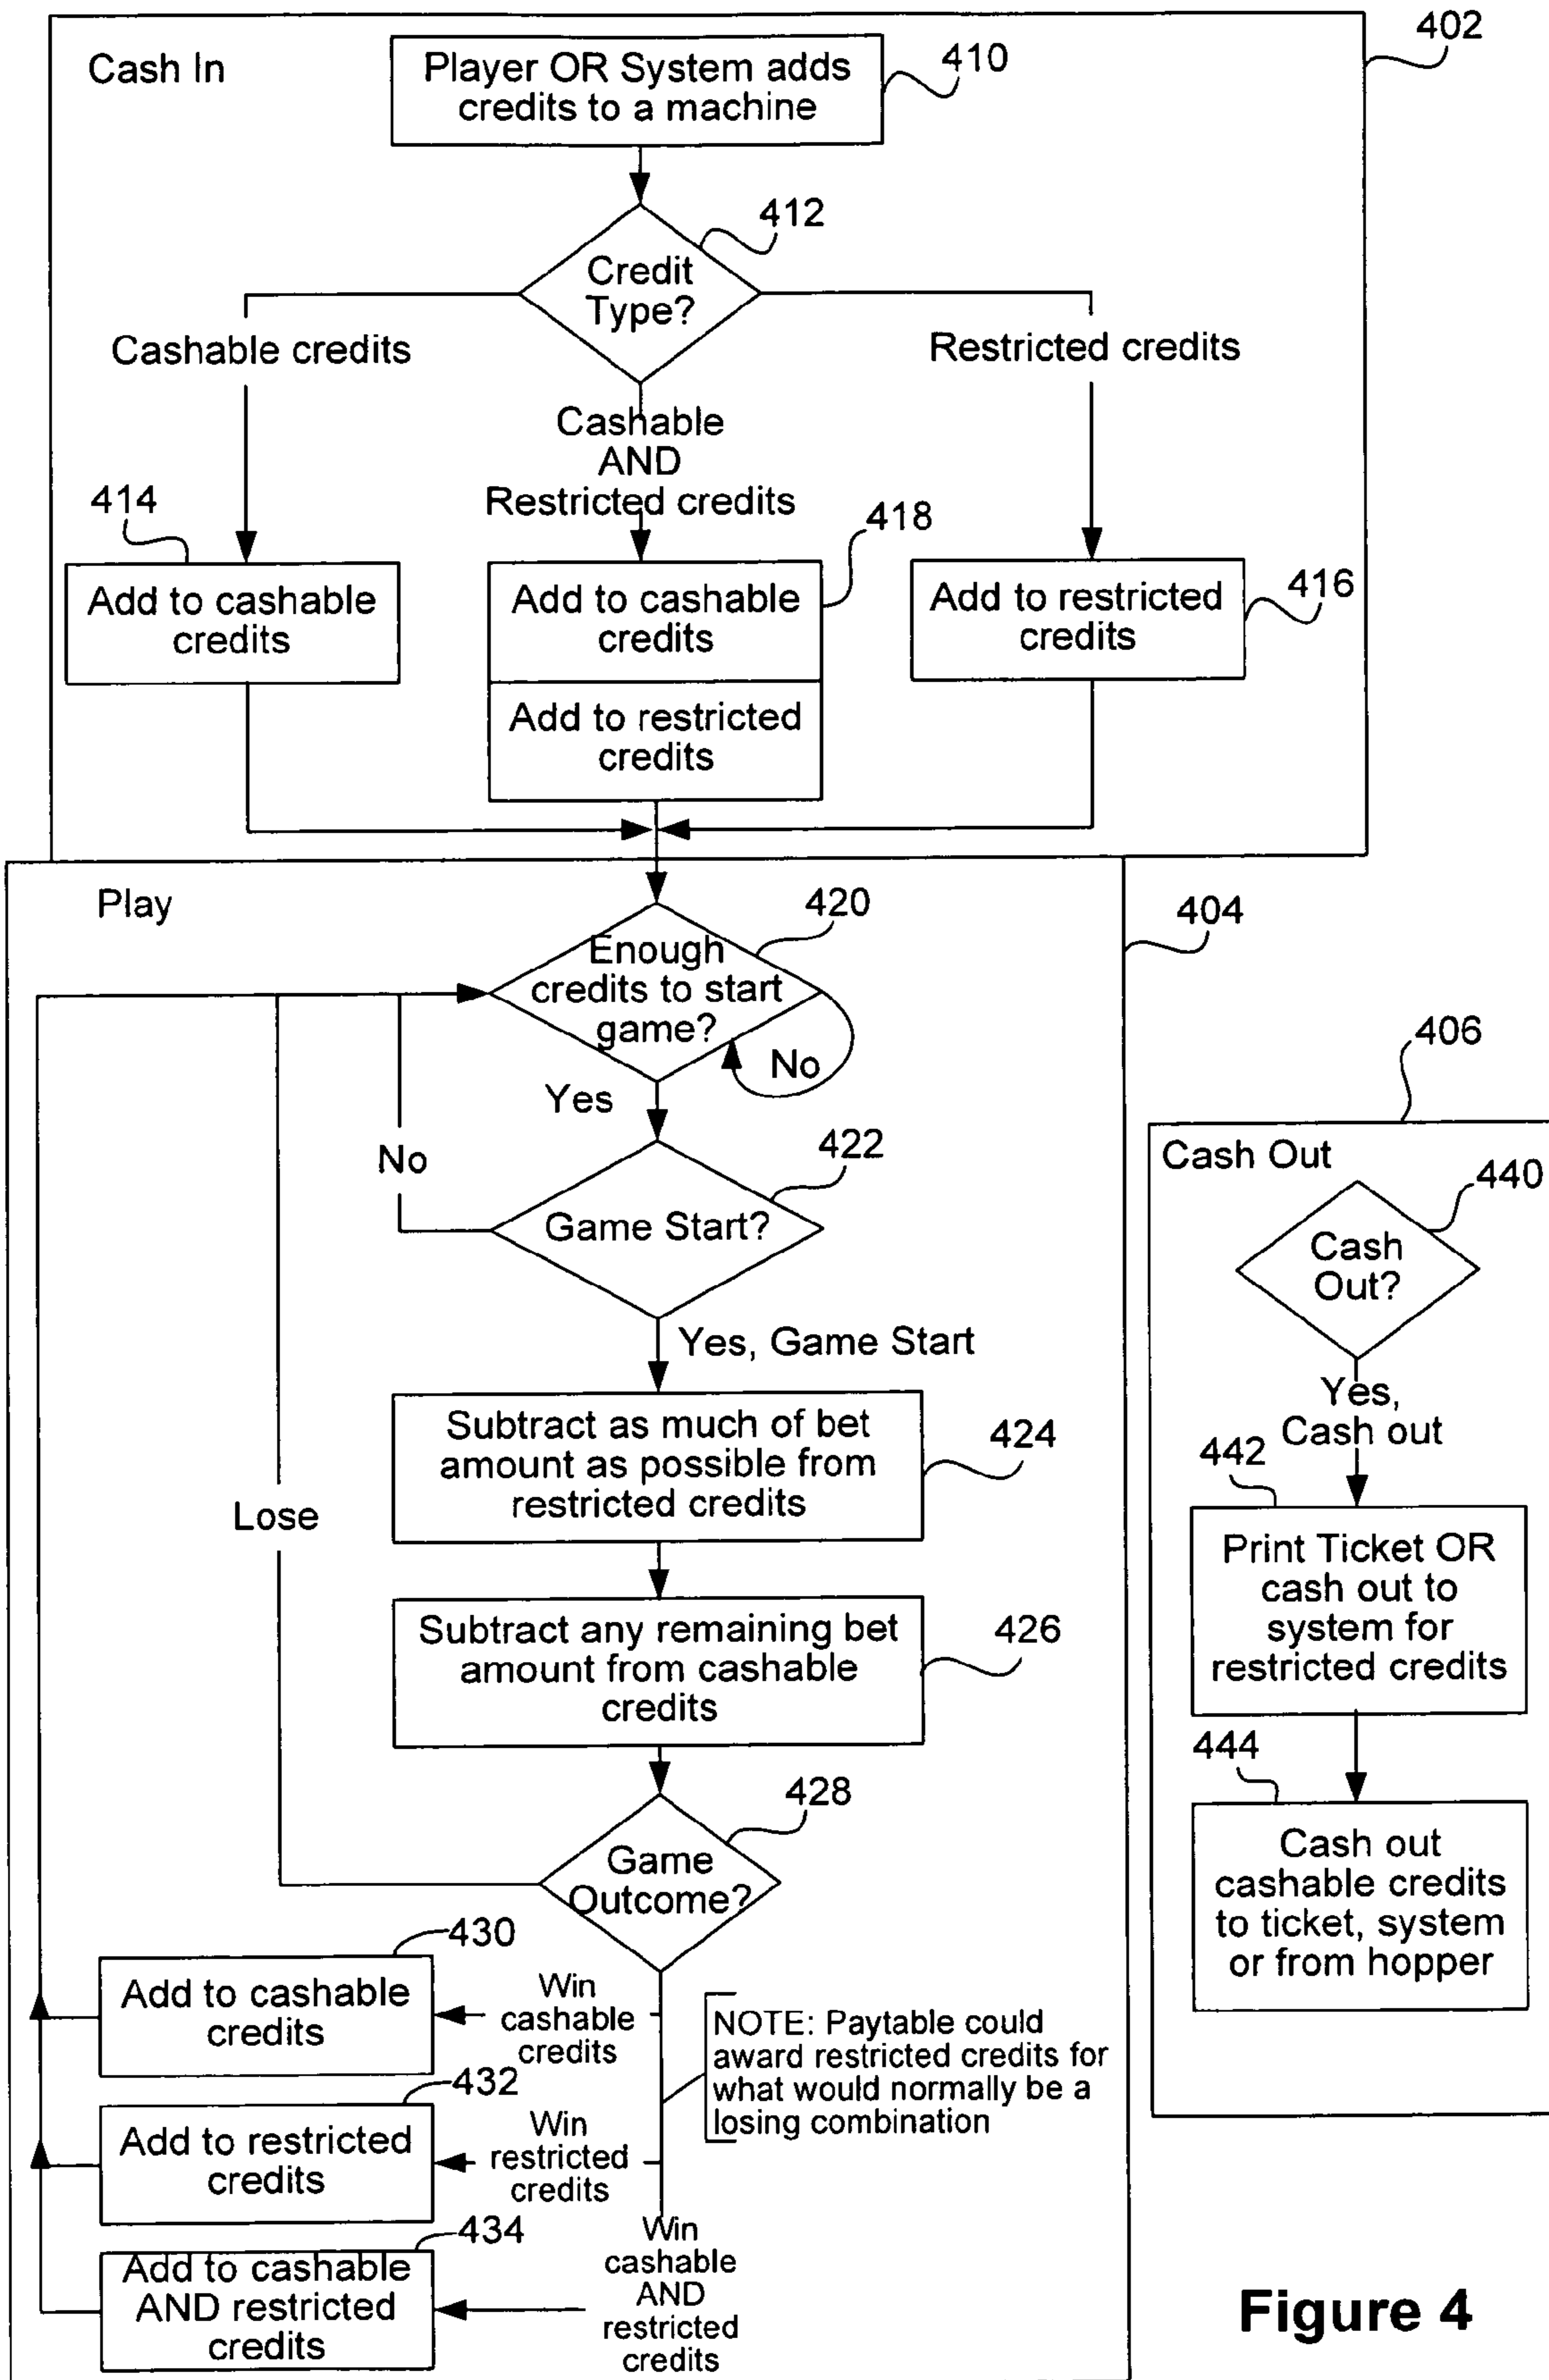 402
Cash In
Player OR System adds
credits to a machine
410
412
Credit
Type?
Cashable credits
Restricted credits
Cashable
AND
Restricted credits
414
418
416
Add to cashable
credits
Add to cashable
credits
Add to restricted
credits
Add to restricted
credits
Play
420
404
Enough
credits to start
game?
No
Yes
No
422
Game Start?
Yes, Game Start
Subtract as much of bet
amount as possible from
restricted credits
424
Lose
Subtract any remaining bet
amount from cashable
credits
426
428
Game
Outcome?
430
Add to cashable
credits
Win
cashable
credits
NOTE: Paytable could
award restricted credits for
what would normally be a
losing combination
432
Add to restricted
credits
Win
restricted
credits
434
Add to cashable
AND restricted
credits
Win
cashable
AND
restricted
credits
406
Cash Out
440
Cash
Out?
Yes,
Cash out
442
Print Ticket OR
cash out to
system for
restricted credits
444
Cash out
cashable credits
to ticket, system
or from hopper
Figure 4